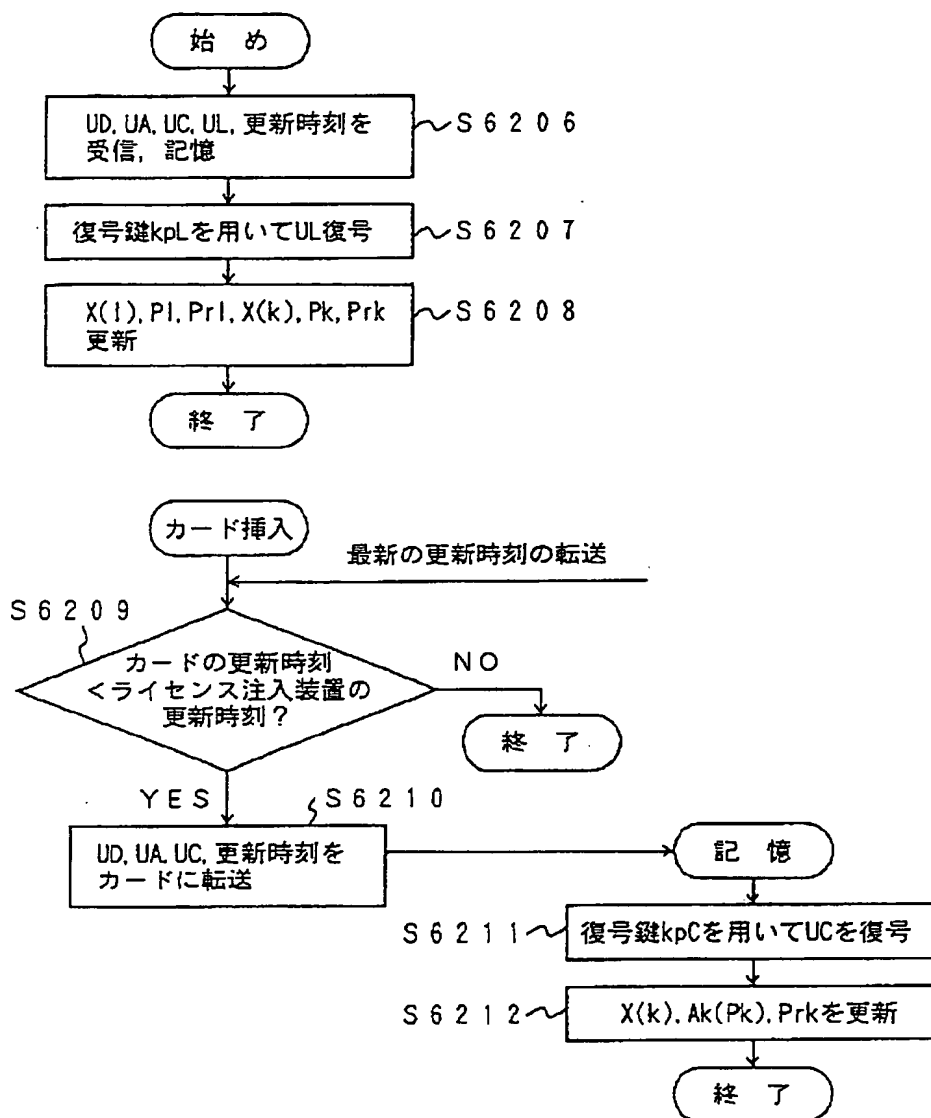 始 め
UD, UA, UC, UL, 更新時刻を
受信, 記憶
S6206
復号鍵kpLを用いてUL復号
S6207
X(l), Pl, Prl, X(k), Pk, Prk
更新
S6208
終 了
カード挿入
最新の更新時刻の転送
S6209
カードの更新時刻
<ライセンス注入装置の
更新時刻?
NO
終 了
YES
S6210
UD, UA, UC, 更新時刻を
カードに転送
記 憶
S6211
復号鍵kpCを用いてUCを復号
S6212
X(k), Ak(Pk), Prkを更新
終 了